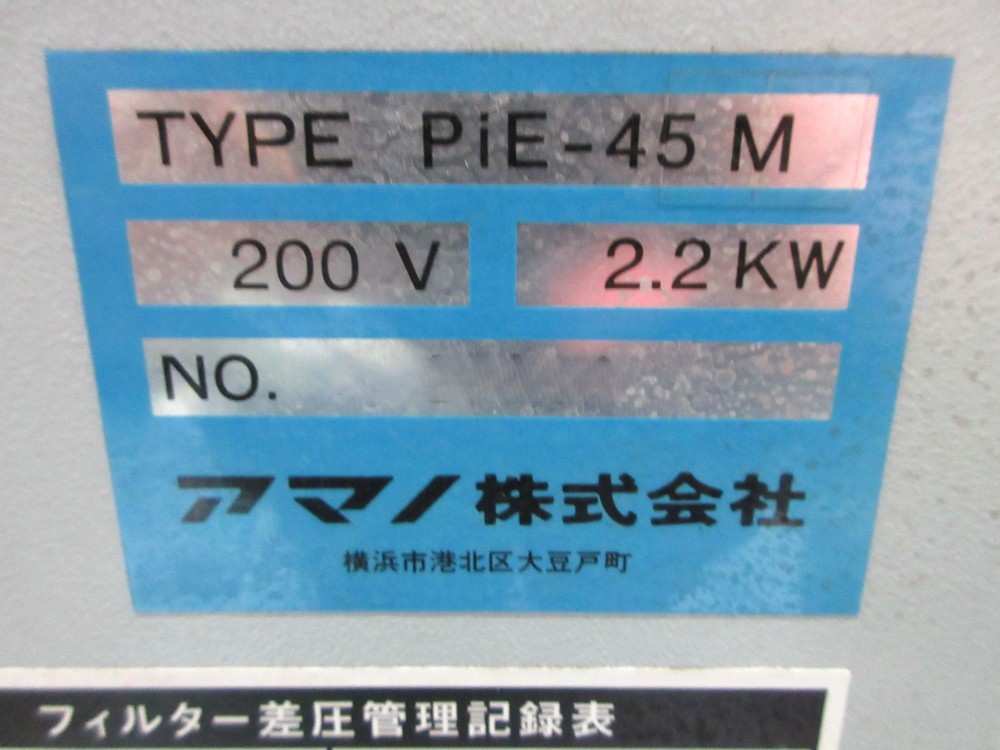 TYPE PiE-45 M
200 V 2.2 KW
NO.
アマノ株式会社
横浜市港北区大豆戸町
フィルター差圧管理記録表